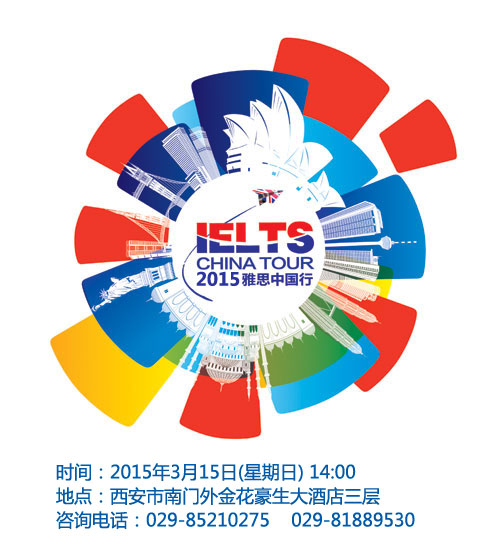 IELTS
CHINA TOUR
2015雅思中国行
时间：2015年3月15日(星期日) 14:00
地点：西安市南门外金花豪生大酒店三层
咨询电话：029-85210275 029-81889530